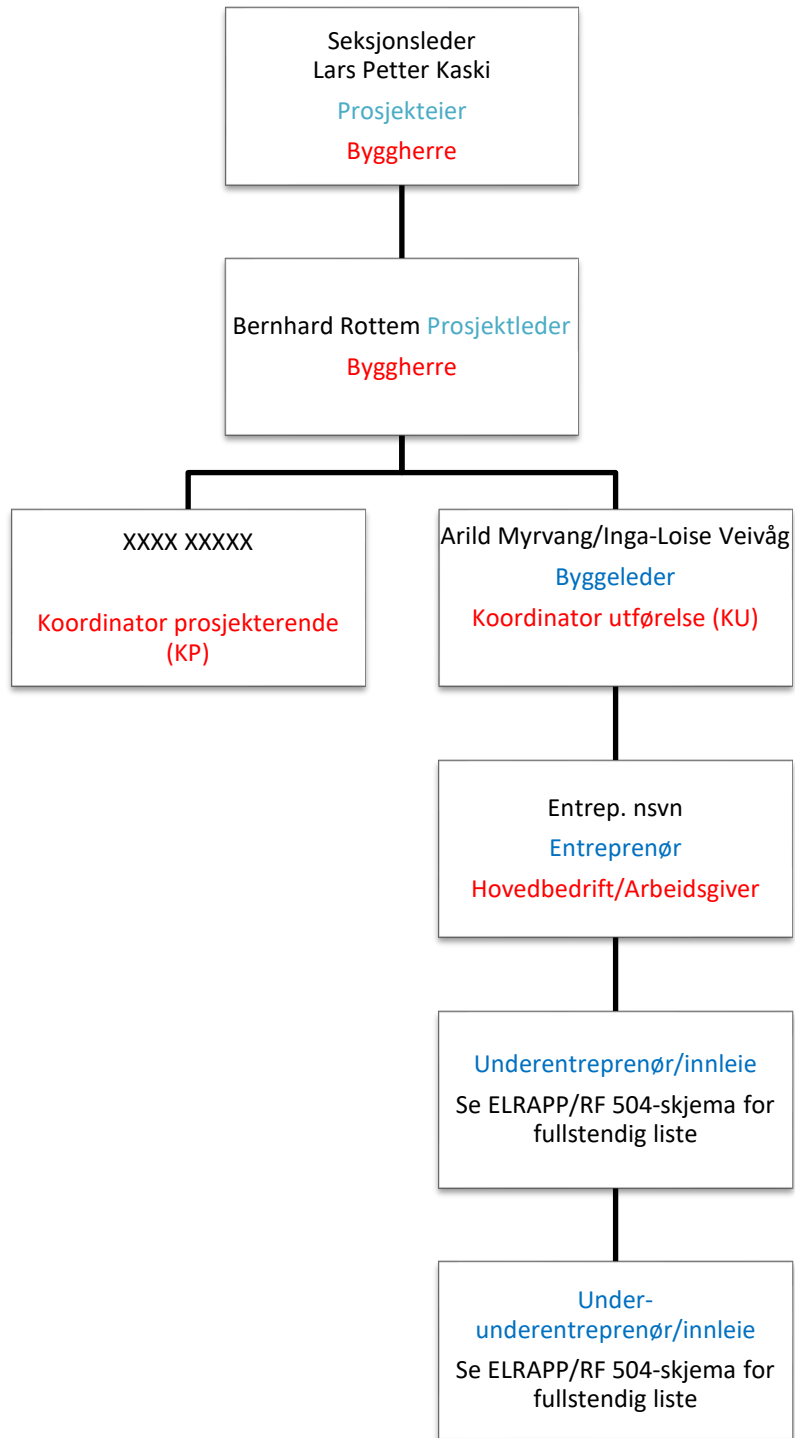 Seksjonsleder
Lars Petter Kaski
Prosjekteier
Byggherre
Bernhard Rottem Prosjektleder
Byggherre
XXXX XXXXX
Koordinator prosjekterende
(KP)
Arild Myrvang/Inga-Loise Veivåg
Byggeleder
Koordinator utførelse (KU)
Entrep. nsvn
Entreprenør
Hovedbedrift/Arbeidsgiver
Underentreprenør/innleie
Se ELRAPP/RF 504-skjema for
fullstendig liste
Under-
underentreprenør/innleie
Se ELRAPP/RF 504-skjema for
fullstendig liste